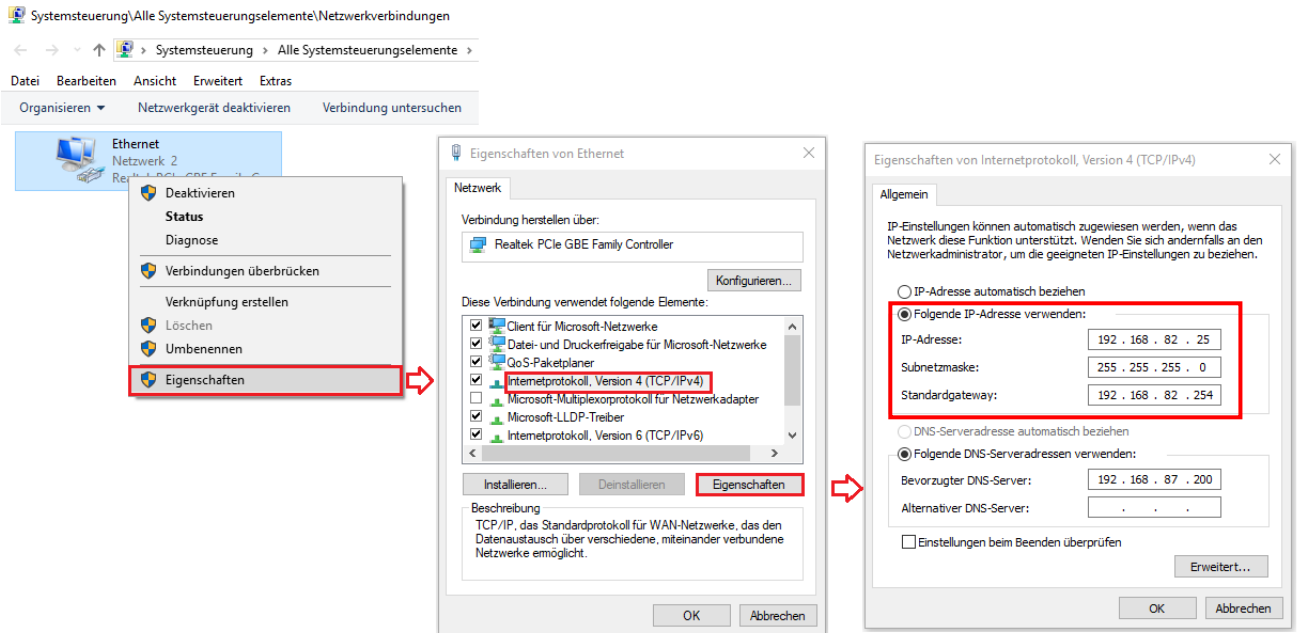 Systemsteuerung\Alle Systemsteuerungselemente\Netzwerkverbindungen
Systemsteuerung > Alle Systemsteuerungselemente >
Datei Bearbeiten Ansicht Erweitert Extras
Organisieren Netzwerkgerät deaktivieren Verbindung untersuchen
Ethernet
Netzwerk 2
Deaktivieren
Status
Diagnose
Verbindungen überbrücken
Verknüpfung erstellen
Löschen
Umbenennen
Eigenschaften
Eigenschaften von Ethernet
Netzwerk
Verbindung herstellen über:
Realtek PCIe GBE Family Controller
Konfigurieren...
Diese Verbindung verwendet folgende Elemente:
Client für Microsoft-Netzwerke
Datei- und Druckerfreigabe für Microsoft-Netzwerke
QoS-Paketplaner
Internetprotokoll, Version 4 (TCP/IPv4)
Microsoft-Multiplexorprotokoll für Netzwerkadapter
Microsoft-LLDP-Treiber
Internetprotokoll, Version 6 (TCP/IPv6)
Installieren... Deinstallieren Eigenschaften
Beschreibung
TCP/IP, das Standardprotokoll für WAN-Netzwerke, das den
Datenaustausch über verschiedene, miteinander verbundene
Netzwerke ermöglicht.
OK Abbrechen
Eigenschaften von Internetprotokoll, Version 4 (TCP/IPv4)
Allgemein
IP-Einstellungen können automatisch zugewiesen werden, wenn das
Netzwerk diese Funktion unterstützt. Wenden Sie sich andernfalls an den
Netzwerkadministrator, um die geeigneten IP-Einstellungen zu beziehen.
IP-Adresse automatisch beziehen
Folgende IP-Adresse verwenden:
IP-Adresse: 192 . 168 . 82 . 25
Subnetzmaske: 255 . 255 . 255 . 0
Standardgateway: 192 . 168 . 82 . 254
DNS-Serveradresse automatisch beziehen
Folgende DNS-Serveradressen verwenden:
Bevorzugter DNS-Server: 192 . 168 . 87 . 200
Alternativer DNS-Server: . . .
Einstellungen beim Beenden überprüfen
Erweitert...
OK Abbrechen